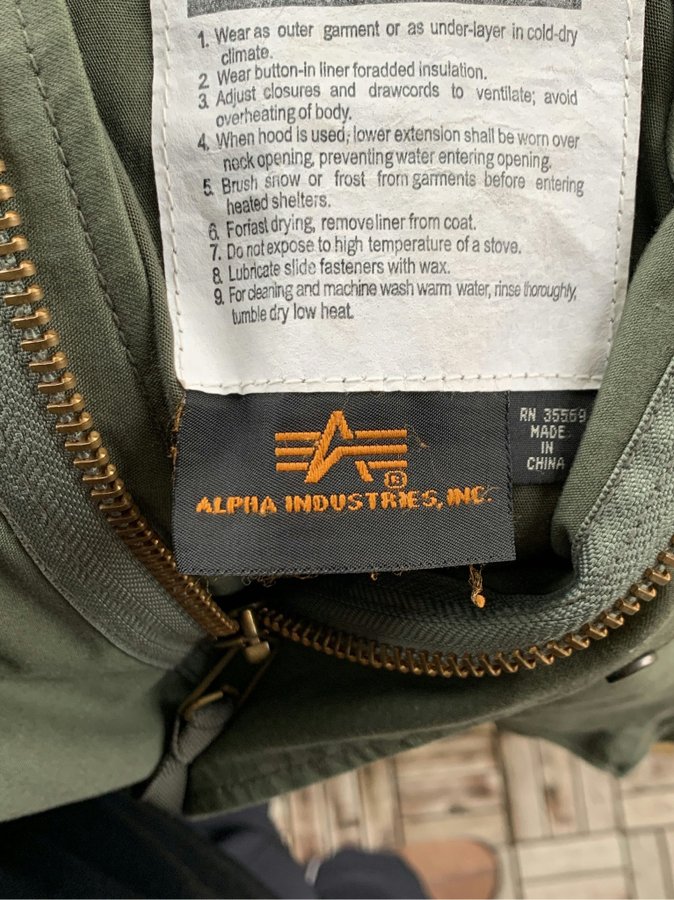 1. Wear as outer garment or as under-layer in cold-dry
climate.
2. Wear button-in liner foradded insulation.
3. Adjust closures and drawcords to ventilate; avoid
overheating of body.
4. When hood is used, lower extension shall be worn over
neck opening, preventing water entering opening.
5. Brush snow or frost from garments before entering
heated shelters.
6. Forfast drying, remove liner from coat.
7. Do not expose to high temperature of a stove.
8. Lubricate slide fasteners with wax.
9. For cleaning and machine wash warm water, rinse thoroughly,
tumble dry low heat.
RN 35569
MADE
IN
CHINA
®
ALPHA INDUSTRIES, INC.